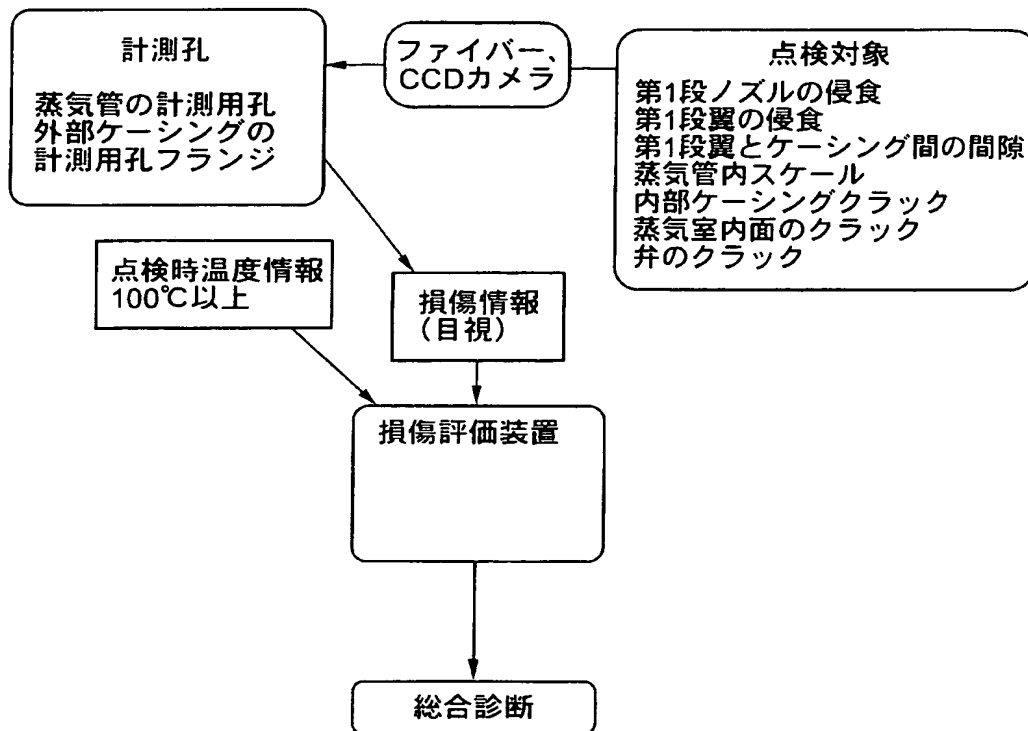 計測孔
蒸気管の計測用孔
外部ケーシングの
計測用孔フランジ
ファイバー、
CCDカメラ
点検対象
第1段ノズルの侵食
第1段翼の侵食
第1段翼とケーシング間の間隙
蒸気管内スケール
内部ケーシングクラック
蒸気室内面のクラック
弁のクラック
点検時温度情報
100℃以上
損傷情報
(目視)
損傷評価装置
総合診断